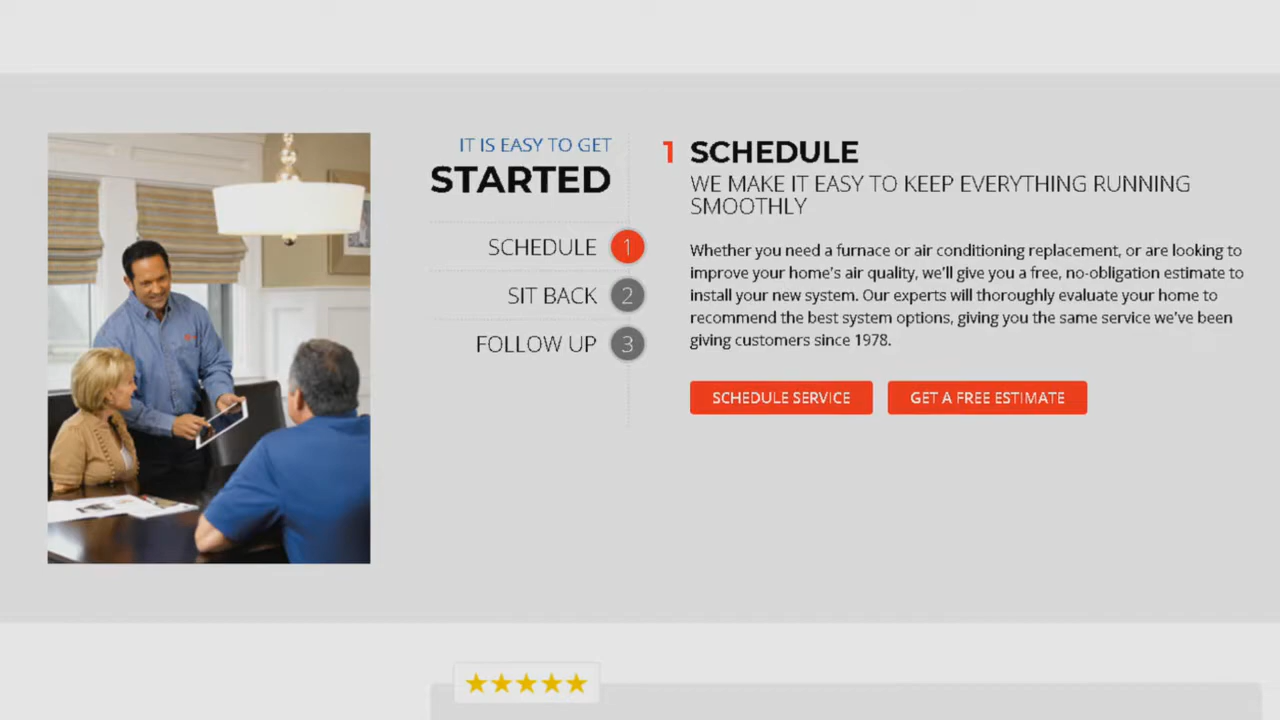 IT IS EASY TO GET
STARTED
SCHEDULE 1
SIT BACK 2
FOLLOW UP 3
1 SCHEDULE
WE MAKE IT EASY TO KEEP EVERYTHING RUNNING
SMOOTHLY
Whether you need a furnace or air conditioning replacement, or are looking to
improve your home's air quality, we'll give you a free, no-obligation estimate to
install your new system. Our experts will thoroughly evaluate your home to
recommend the best system options, giving you the same service we've been
giving customers since 1978.
SCHEDULE SERVICE
GET A FREE ESTIMATE